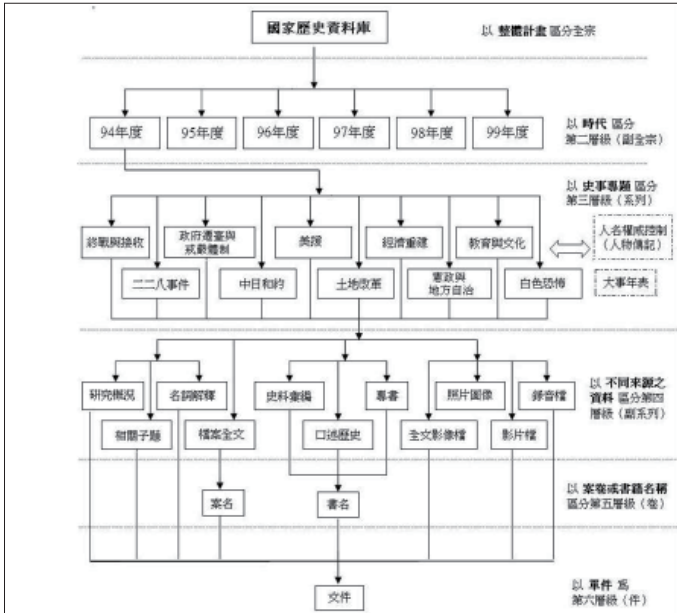 國家歷史資料庫
以 整體計畫 區分全宗
94年度
95年度
96年度
97年度
98年度
99年度
以 時代 區分
第二層級（副全宗）
以 史事專題 區分
第三層級（系列）
終戰與接收
政府遷臺與
戒嚴體制
美援
經濟重建
教育與文化
人名權威控制
（人物傳記）
二二八事件
中日和約
土地改革
憲政與
地方自治
白色恐怖
大事年表
研究概況
名詞解釋
史料彙編
專書
照片圖像
錄音檔
以 不同來源之
資料 區分第四
層級（副系列）
相關子題
檔案全文
口述歷史
全文影像檔
影片檔
案名
書名
以 案卷或書籍名稱
區分第五層級（卷）
文件
以 單件 為
第六層級（件）